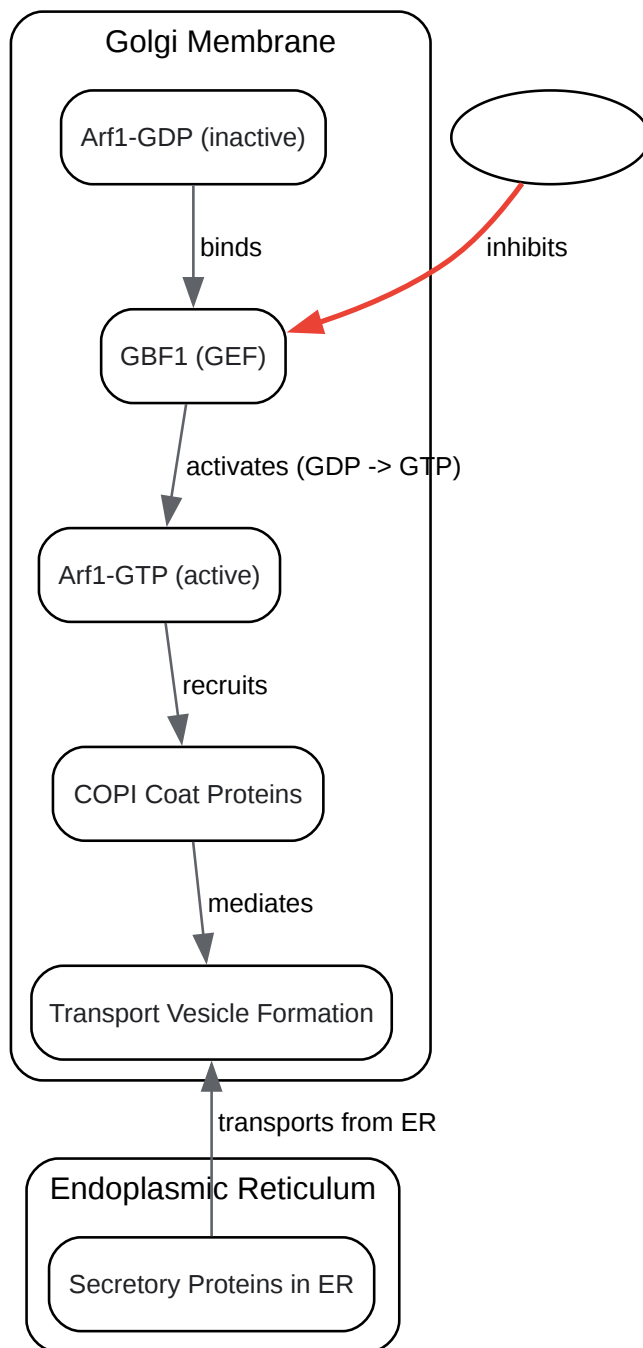 Golgi Membrane
Arf1-GDP (inactive)
binds
inhibits
GBF1 (GEF)
activates (GDP -> GTP)
Arf1-GTP (active)
recruits
COPI Coat Proteins
mediates
Transport Vesicle Formation
transports from ER
Endoplasmic Reticulum
Secretory Proteins in ER